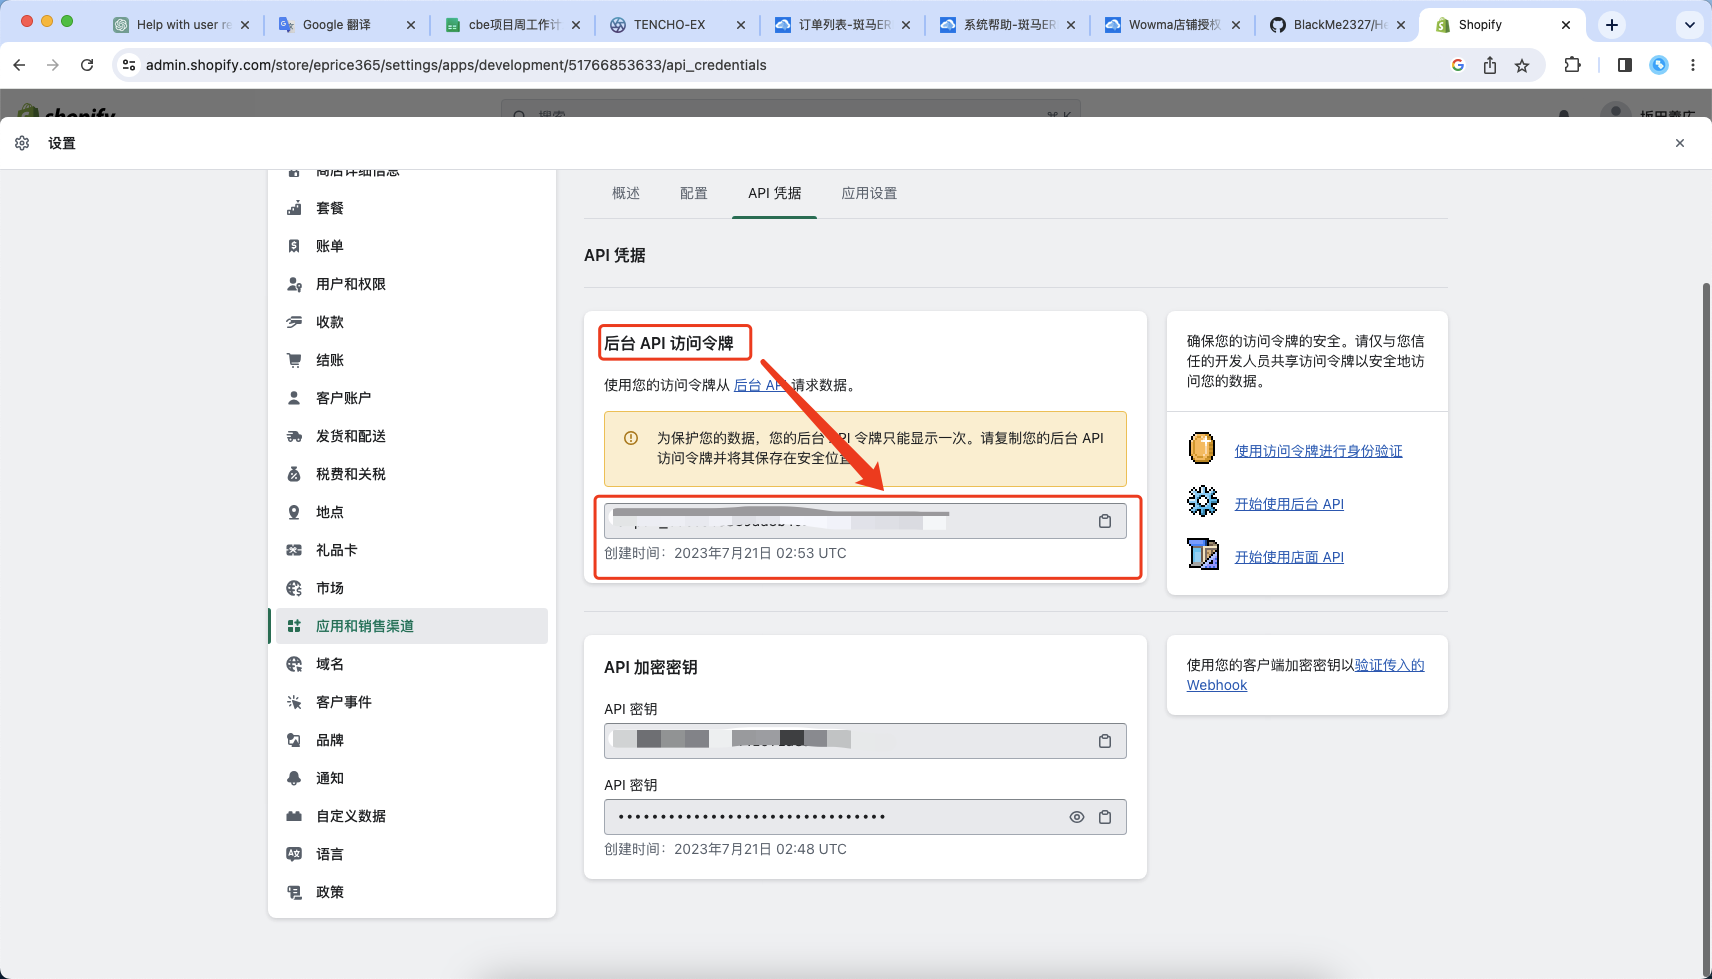 Help with user re
Google 翻译
cbe项目周工作计
TENCHO-EX
订单列表-斑马ER
系统帮助-斑马ER
Wowma店铺授权
BlackMe2327/He
Shopify
admin.shopify.com/store/eprice365/settings/apps/development/51766853633/api_credentials
shopify
搜索
⌘ K
设置
商店详细信息
套餐
账单
用户和权限
收款
结账
客户账户
发货和配送
税费和关税
地点
礼品卡
市场
应用和销售渠道
域名
客户事件
品牌
通知
自定义数据
语言
政策
概述
配置
API 凭据
应用设置
API 凭据
后台 API 访问令牌
使用您的访问令牌从 后台 API 请求数据。
为保护您的数据，您的后台 API 令牌只能显示一次。请复制您的后台 API
访问令牌并将其保存在安全位置
创建时间：2023年7月21日 02:53 UTC
确保您的访问令牌的安全。请仅与您信
任的开发人员共享访问令牌以安全地访
问您的数据。
使用访问令牌进行身份验证
开始使用后台 API
开始使用店面 API
API 加密密钥
API 密钥
API 密钥
••••••••••••••••••••••••••••••••
创建时间：2023年7月21日 02:48 UTC
使用您的客户端加密密钥以验证传入的
Webhook